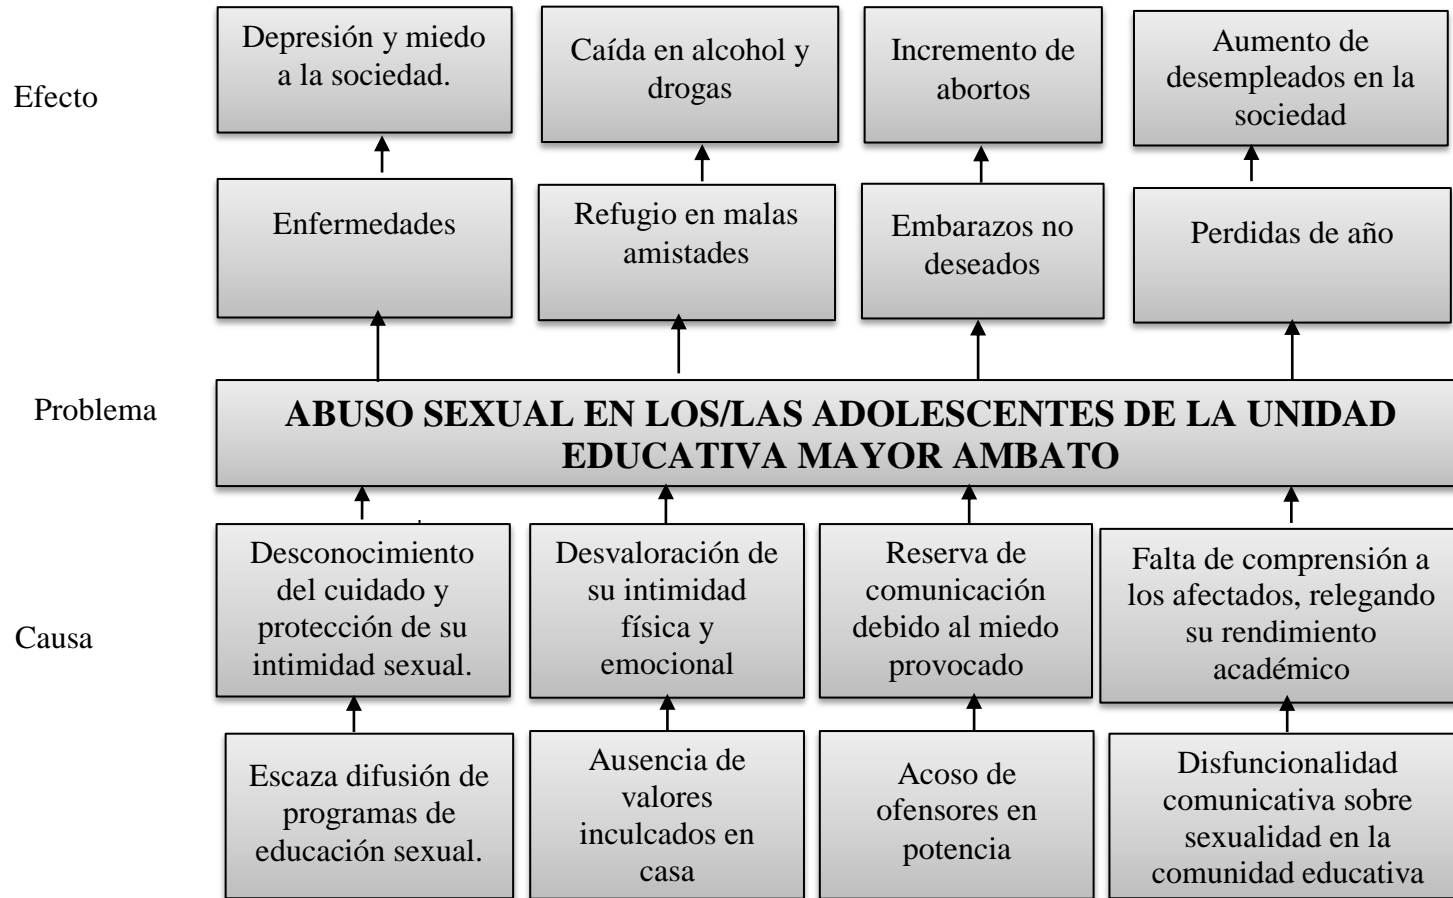 Efecto
Depresión y miedo
a la sociedad.
Caída en alcohol y
drogas
Incremento de
abortos
Aumento de
desempleados en la
sociedad
Enfermedades
Refugio en malas
amistades
Embarazos no
deseados
Perdidas de año
Problema
ABUSO SEXUAL EN LOS/LAS ADOLESCENTES DE LA UNIDAD
EDUCATIVA MAYOR AMBATO
Causa
Desconocimiento
del cuidado y
protección de su
intimidad sexual.
Desvaloración de
su intimidad
física y
emocional
Reserva de
comunicación
debido al miedo
provocado
Falta de comprensión a
los afectados, relegando
su rendimiento
académico
Escaza difusión de
programas de
educación sexual.
Ausencia de
valores
inculcados en
casa
Acoso de
ofensores en
potencia
Disfuncionalidad
comunicativa sobre
sexualidad en la
comunidad educativa